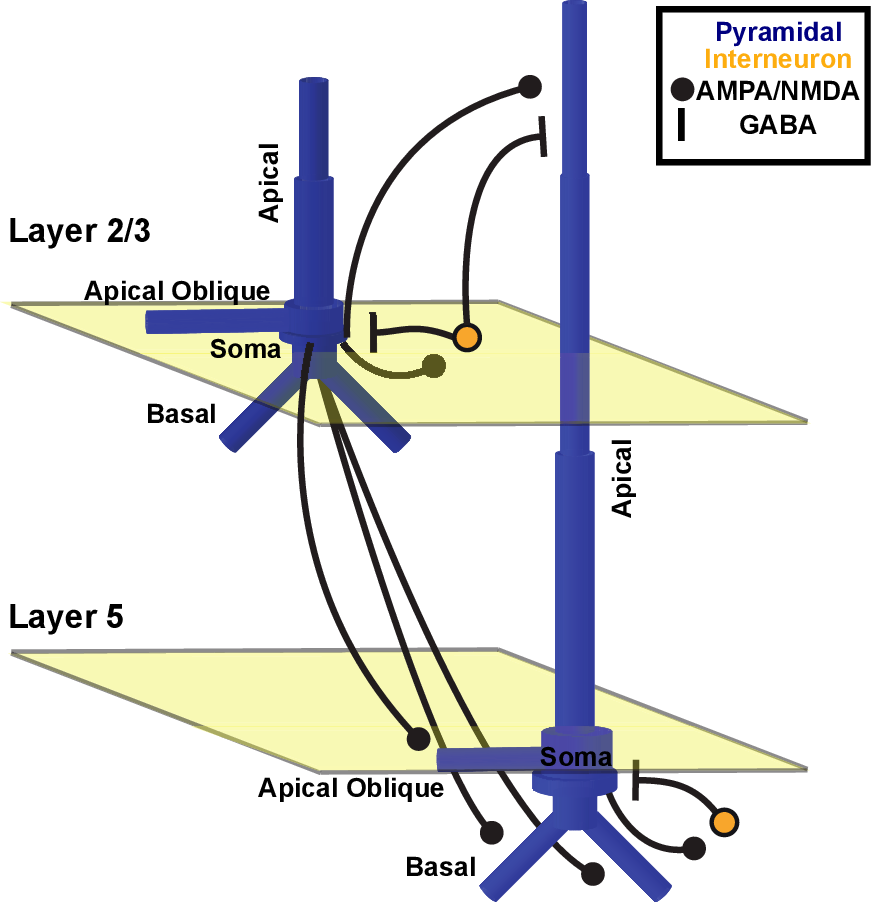 Pyramidal
Interneuron
AMPA/NMDA
GABA
Apical
Layer 2/3
Apical Oblique
Soma
Basal
Apical
Layer 5
Soma
Apical Oblique
Basal